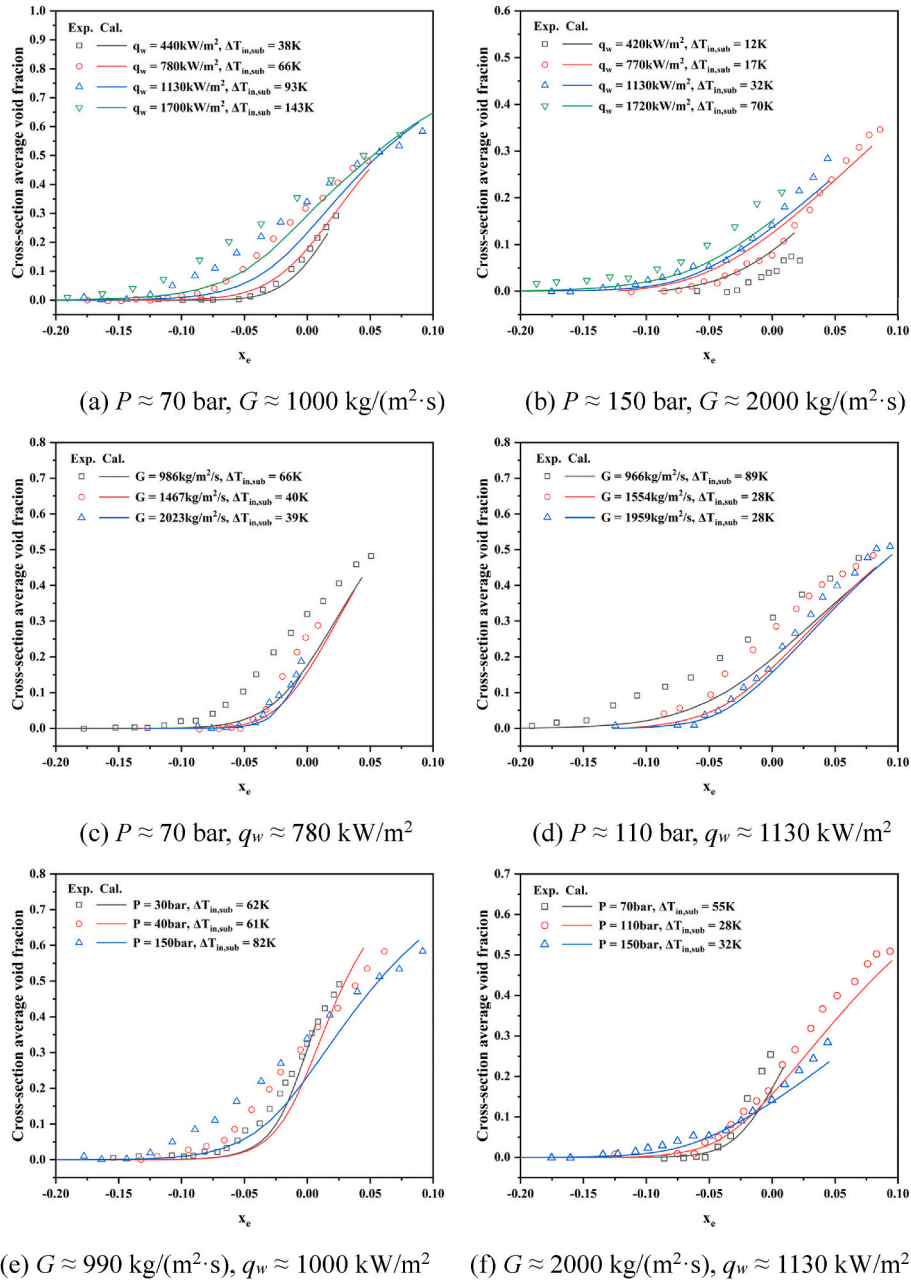 Cross-section average void fracion
1.0
0.8
0.6
0.5
0.4
0.3
0.2
0.1
0.0
Exp. Cal.
q_w = 440kW/m², ΔT_in,sub = 38K
q_w = 780kW/m², ΔT_in,sub = 66K
q_w = 1130kW/m², ΔT_in,sub = 93K
q_w = 1700kW/m², ΔT_in,sub = 143K
-0.20 -0.15 -0.10 -0.05 0.00 0.05 0.10
x_e
(a) P ≈ 70 bar, G ≈ 1000 kg/(m²·s)
Cross-section average void fracion
0.6
0.5
0.3
0.2
0.1
0.0
Exp. Cal.
q_w = 420kW/m², ΔT_in,sub = 12K
q_w = 770kW/m², ΔT_in,sub = 17K
q_w = 1130kW/m², ΔT_in,sub = 32K
q_w = 1720kW/m², ΔT_in,sub = 70K
-0.20 -0.15 -0.10 -0.05 0.00 0.05 0.10
x_e
(b) P ≈ 150 bar, G ≈ 2000 kg/(m²·s)
Cross-section average void fraction
0.8
0.7
0.6
0.5
0.4
0.3
0.2
0.1
0.0
Exp. Cal.
G = 986kg/m²/s, ΔT_in,sub = 66K
G = 1467kg/m²/s, ΔT_in,sub = 40K
G = 2023kg/m²/s, ΔT_in,sub = 39K
-0.20 -0.15 -0.10 -0.05 0.00 0.05 0.10
x_e
(c) P ≈ 70 bar, q_w ≈ 780 kW/m²
Cross-section average void fraction
0.8
0.7
0.6
0.5
0.4
0.3
0.2
0.1
0.0
Exp. Cal.
G = 966kg/m²/s, ΔT_in,sub = 89K
G = 1554kg/m²/s, ΔT_in,sub = 28K
G = 1959kg/m²/s, ΔT_in,sub = 28K
-0.20 -0.15 -0.10 -0.05 0.00 0.05 0.10
x_e
(d) P ≈ 110 bar, q_w ≈ 1130 kW/m²
Cross-section average void fracion
0.8
0.7
0.6
0.4
0.3
0.2
0.1
0.0
Exp. Cal.
P = 30bar, ΔT_in,sub = 62K
P = 40bar, ΔT_in,sub = 61K
P = 150bar, ΔT_in,sub = 82K
-0.20 -0.15 -0.10 -0.05 0.00 0.05 0.10
x_e
(e) G ≈ 990 kg/(m²·s), q_w ≈ 1000 kW/m²
Cross-section average void fracion
0.7
0.6
0.4
0.3
0.2
0.1
0.0
Exp. Cal.
P = 70bar, ΔT_in,sub = 55K
P = 110bar, ΔT_in,sub = 28K
P = 150bar, ΔT_in,sub = 32K
-0.20 -0.15 -0.10 -0.05 0.00 0.05 0.10
x_e
(f) G ≈ 2000 kg/(m²·s), q_w ≈ 1130 kW/m²